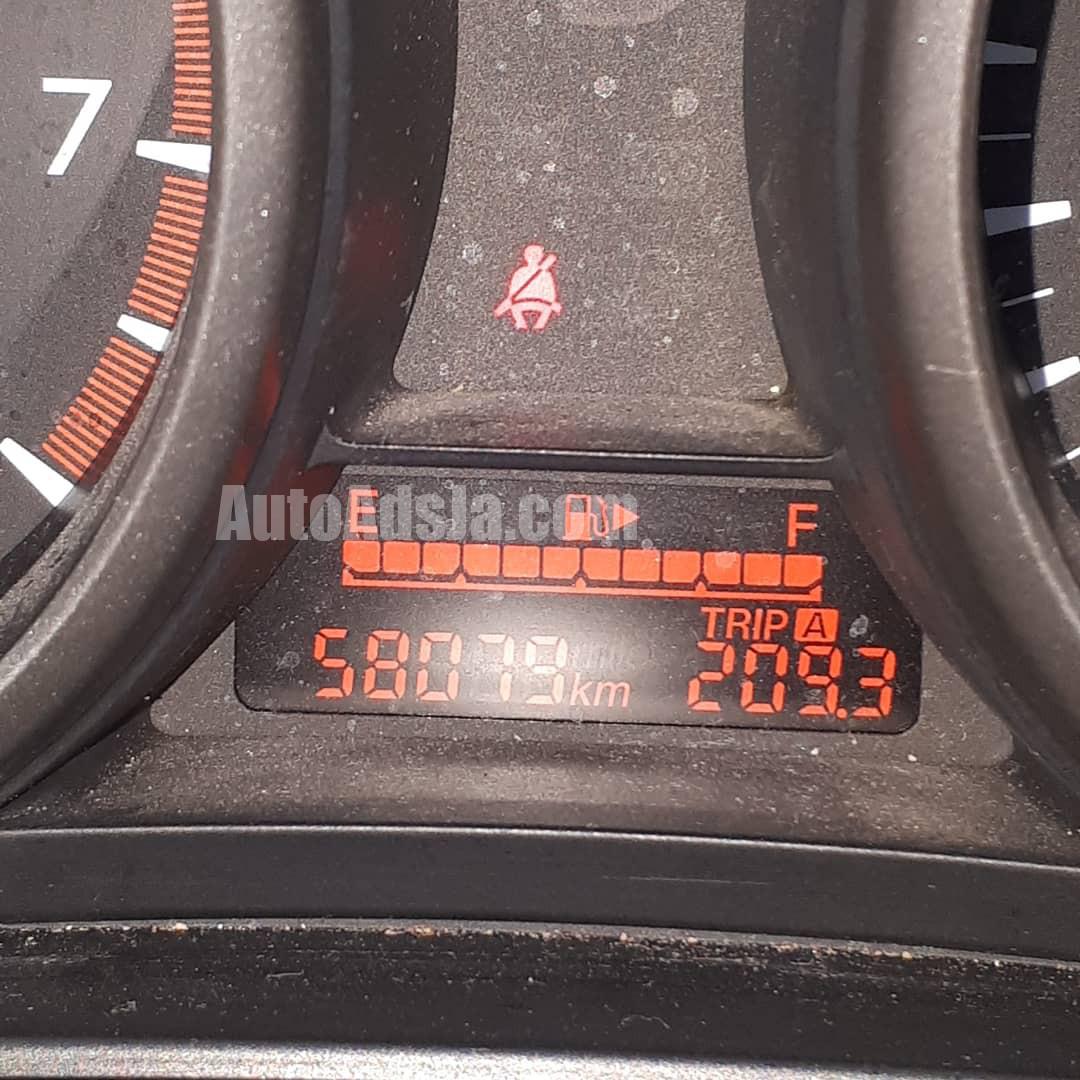 7
AutoAdsJa.com
E F
TRIP A
58079 km 209.3